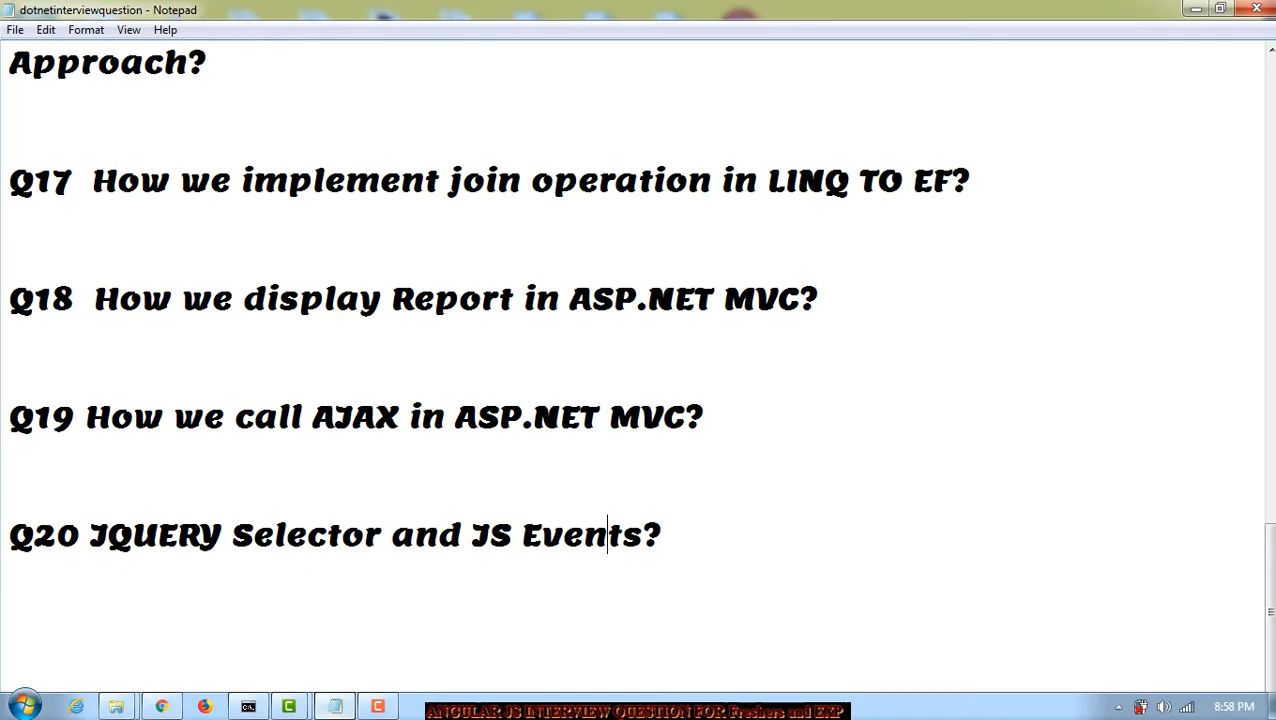 dotnetinterviewquestion - Notepad
File Edit Format View Help
Approach?
Q17 How we implement join operation in LINQ TO EF?
Q18 How we display Report in ASP.NET MVC?
Q19 How we call AJAX in ASP.NET MVC?
Q20 JQUERY Selector and JS Events?
ANGULAR JS INTERVIEW QUESTION FOR Freshers and EXP
8:58 PM